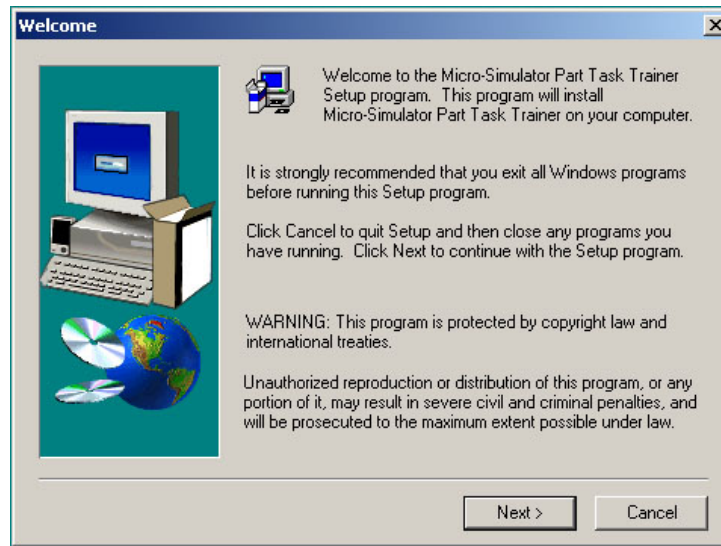 Welcome
Welcome to the Micro-Simulator Part Task Trainer
Setup program. This program will install
Micro-Simulator Part Task Trainer on your computer.
It is strongly recommended that you exit all Windows programs
before running this Setup program.
Click Cancel to quit Setup and then close any programs you
have running. Click Next to continue with the Setup program.
WARNING: This program is protected by copyright law and
international treaties.
Unauthorized reproduction or distribution of this program, or any
portion of it, may result in severe civil and criminal penalties, and
will be prosecuted to the maximum extent possible under law.
Next >
Cancel